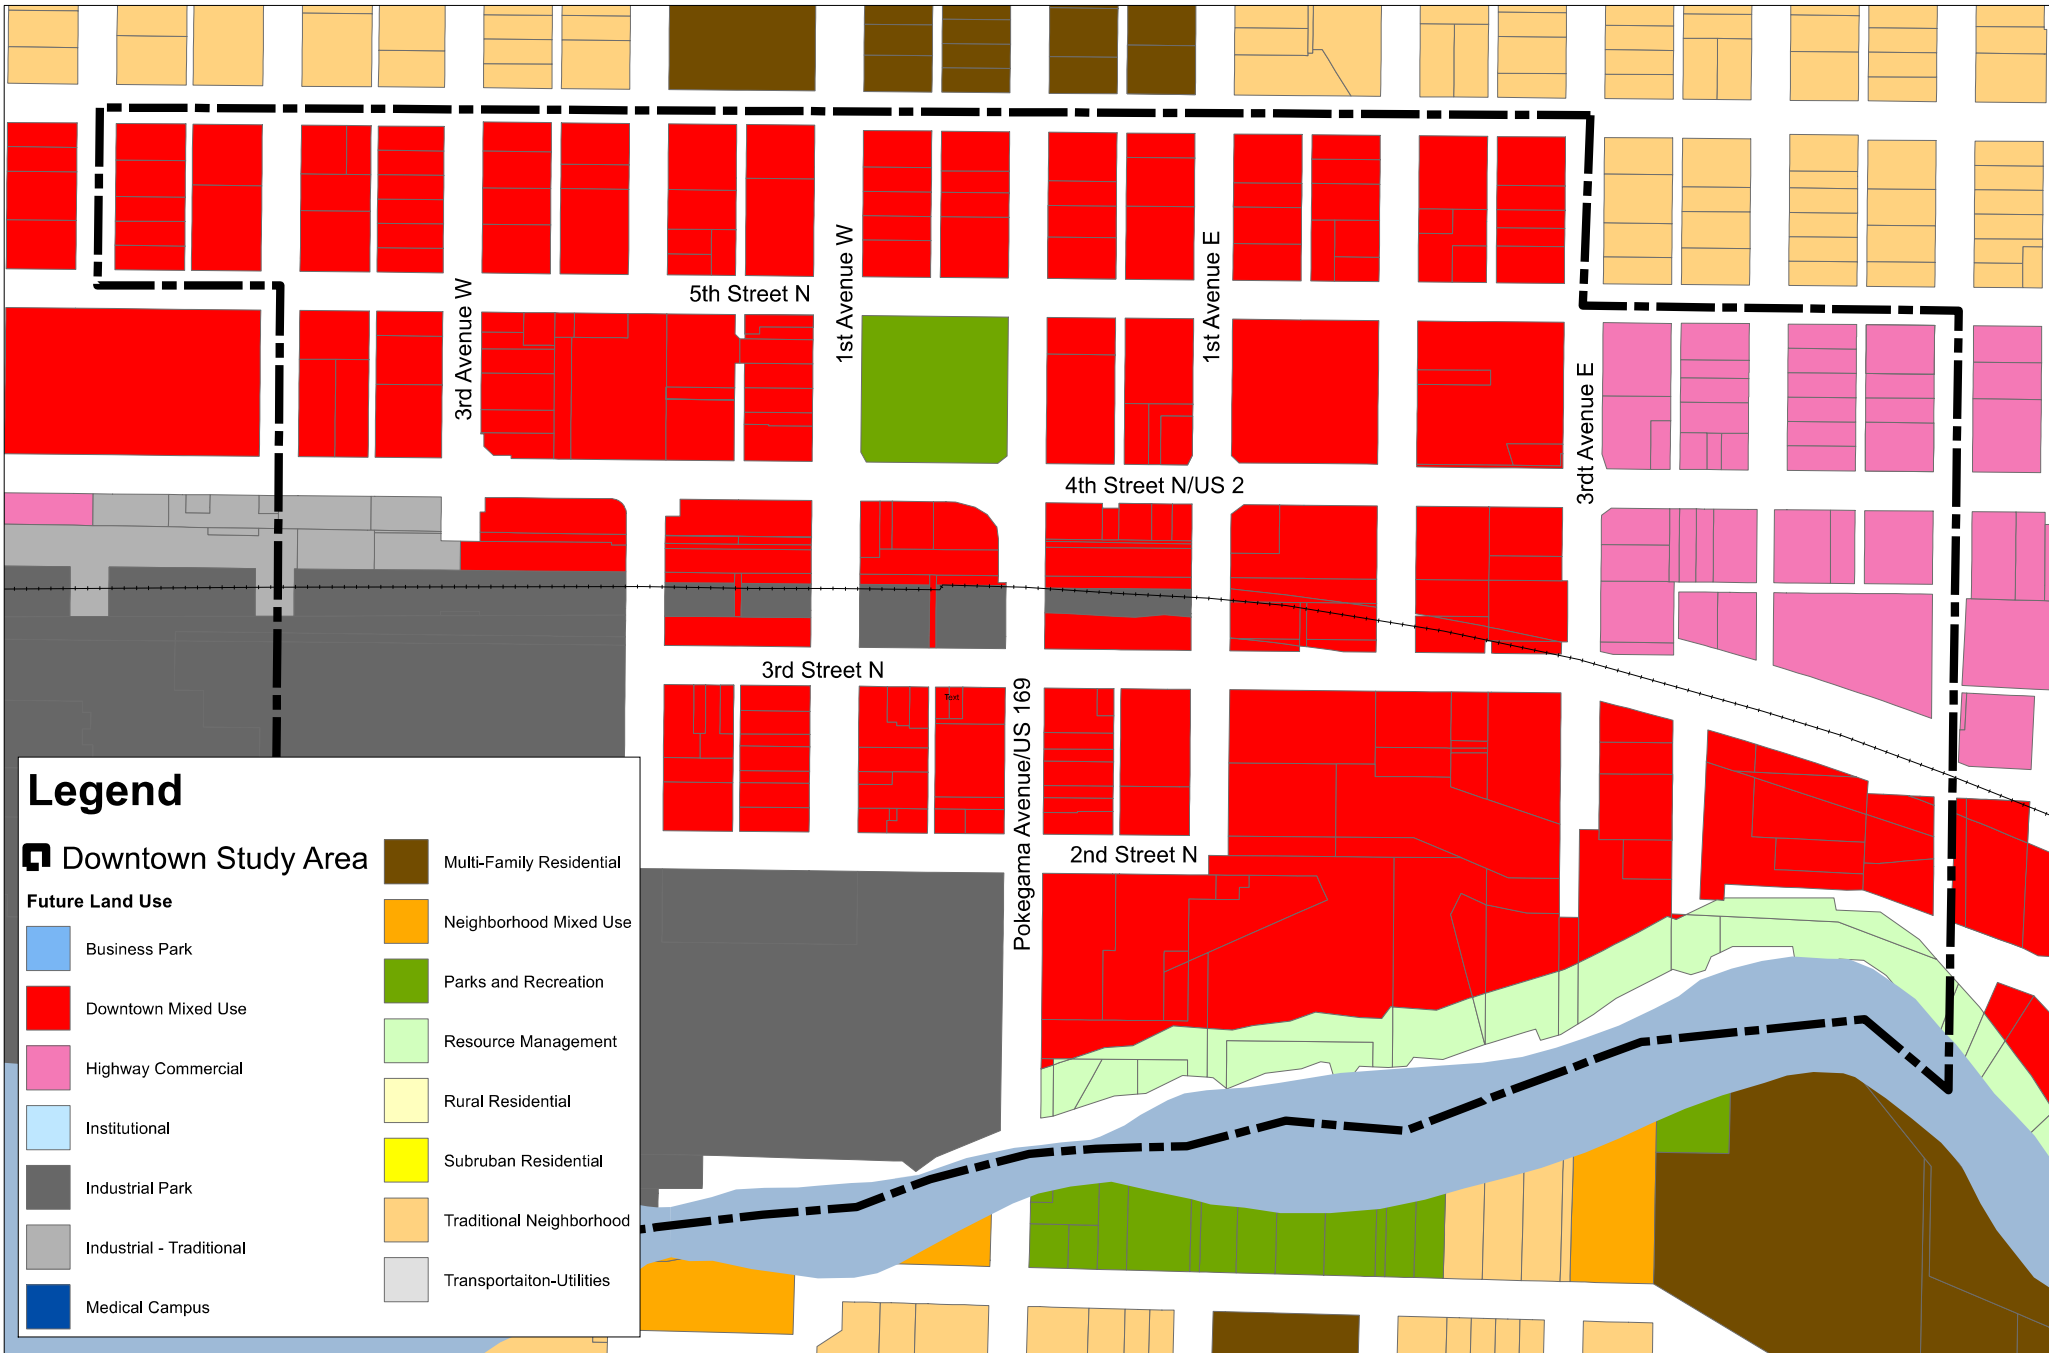 5th Street N
1st Avenue W
1st Avenue E
3rd Avenue W
3rdt Avenue E
4th Street N/US 2
3rd Street N
Text
Pokegama Avenue/US 169
2nd Street N
Legend
Downtown Study Area
Future Land Use
Business Park
Downtown Mixed Use
Highway Commercial
Institutional
Industrial Park
Industrial - Traditional
Medical Campus
Multi-Family Residential
Neighborhood Mixed Use
Parks and Recreation
Resource Management
Rural Residential
Subruban Residential
Traditional Neighborhood
Transportaiton-Utilities